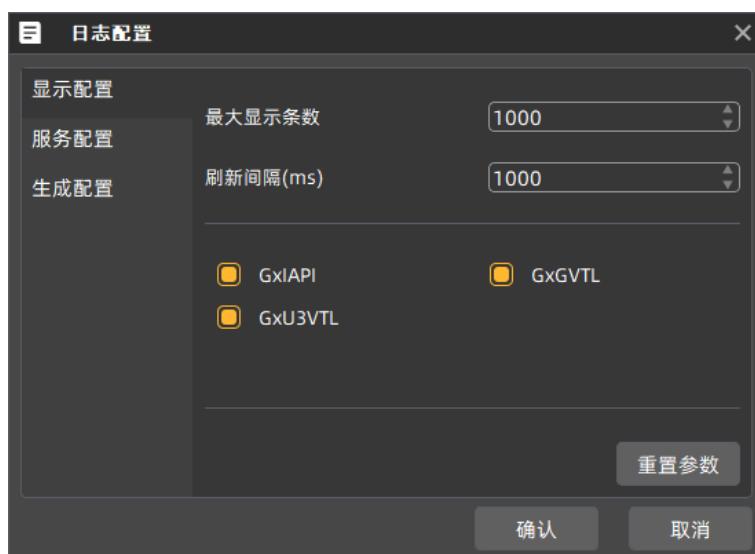 日志配置
显示配置
服务配置
生成配置
最大显示条数 1000
刷新间隔(ms) 1000
GxIAPI GxGVTL
GxU3VTL
重置参数
确认 取消